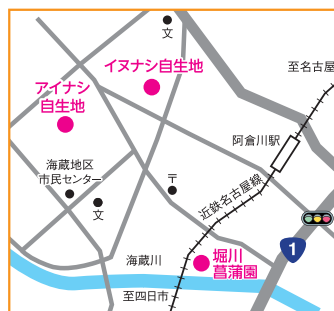 文
イヌナシ自生地
至名古屋
アイナシ
自生地
阿倉川駅
海蔵地区
市民センター
〒
文
近鉄名古屋線
海蔵川
堀川
菖蒲園
1
至四日市